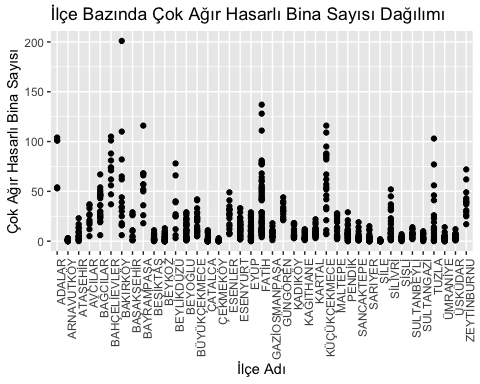 İlçe Bazında Çok Ağır Hasarlı Bina Sayısı Dağılımı
Çok Ağır Hasarlı Bina Sayısı
200
150
100
50
0
ADALAR
ARNAVUTKÖY
ATAŞEHİR
AVCILAR
BAĞCILAR
BAHÇELİEVLER
BAKIRKÖY
BAŞAKŞEHİR
BAYRAMPAŞA
BEŞİKTAŞ
BEYKOZ
BEYLİKDÜZÜ
BEYOĞLU
BÜYÜKÇEKMECE
ÇATALCA
ÇEKMEKÖY
ESENLER
ESENYURT
EYÜP
FATİH
GAZİOSMANPAŞA
GÜNGÖREN
KADIKÖY
KAĞITHANE
KARTAL
KÜÇÜKÇEKMECE
MALTEPE
PENDİK
SANCAKTEPE
SARIYER
ŞİLE
SİLİVRİ
ŞİŞLİ
SULTANBEYLİ
SULTANGAZİ
TUZLA
ÜMRANİYE
ÜSKÜDAR
ZEYTİNBURNU
İlçe Adı